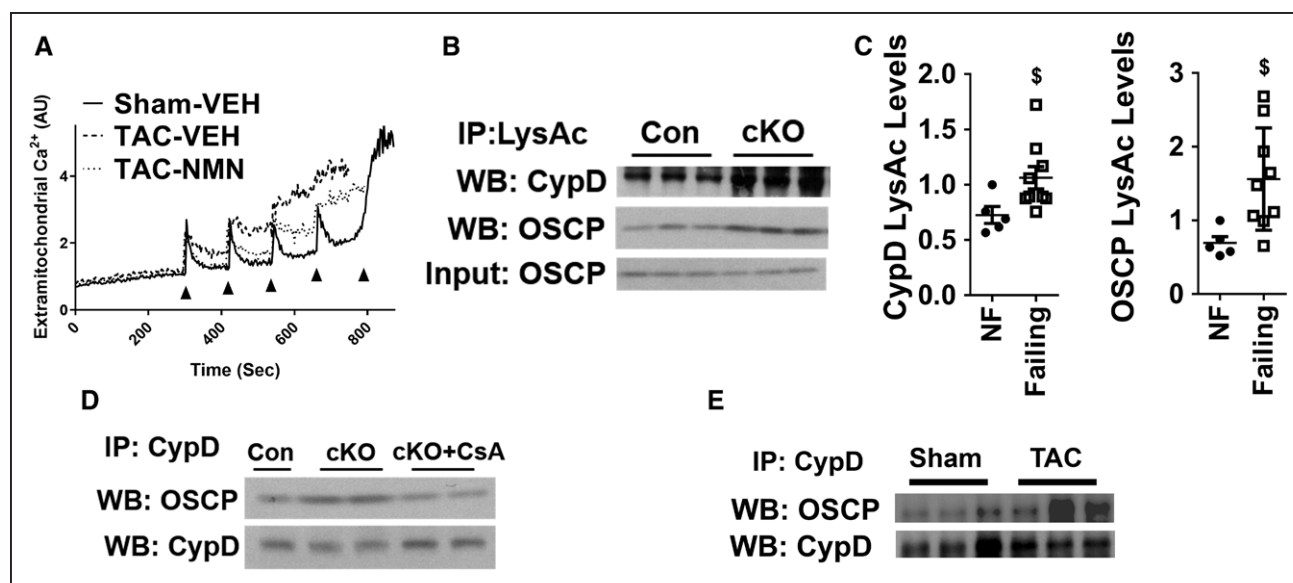 A
Sham-VEH
TAC-VEH
TAC-NMN
Extramitochondrial Ca²⁺ (AU)
4
2
0
0
200
400
600
800
Time (Sec)
B
IP:LysAc
Con
cKO
WB: CypD
WB: OSCP
Input: OSCP
C
CypD LysAc Levels
2.0
1.5
1.0
0.5
0.0
$
NF
Failing
OSCP LysAc Levels
3
2
1
0
$
NF
Failing
D
IP: CypD
Con
cKO
cKO+CsA
WB: OSCP
WB: CypD
E
IP: CypD
Sham
TAC
WB: OSCP
WB: CypD